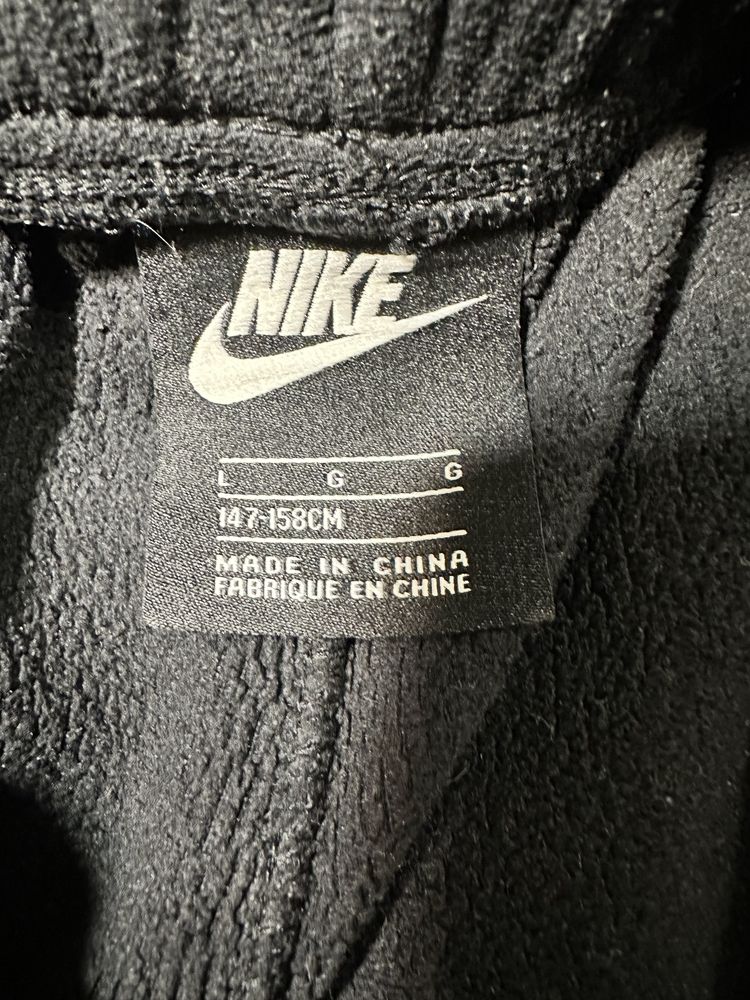 NIKE
L G G
147-158CM
MADE IN CHINA
FABRIQUE EN CHINE